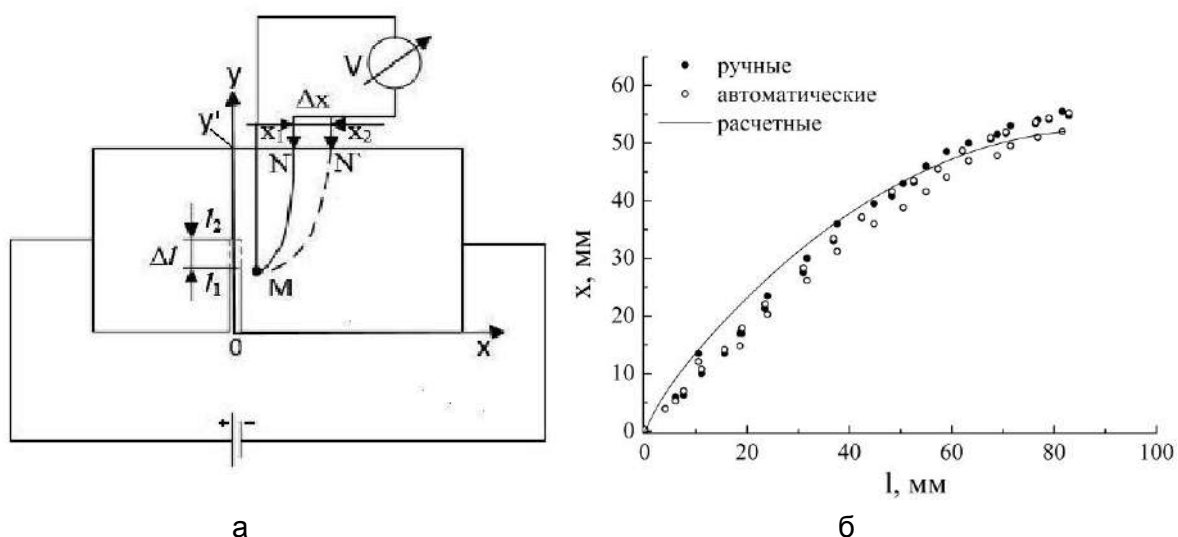 V
y
Δx
y'
x₁
x₂
N
N'
l₂
Δl
l₁
M
0
x
+ -
а
ручные
автоматические
расчетные
x, мм
60
50
40
30
20
10
0
0 20 40 60 80 100
l, мм
б